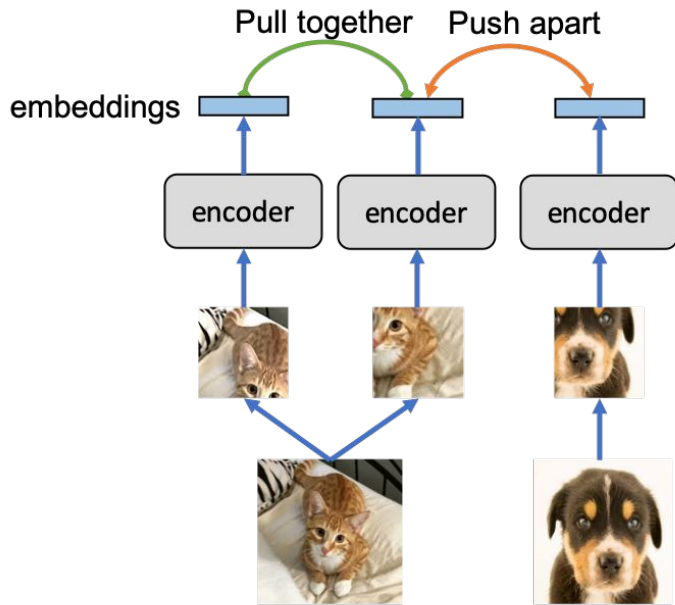 Pull together
Push apart
embeddings
encoder
encoder
encoder